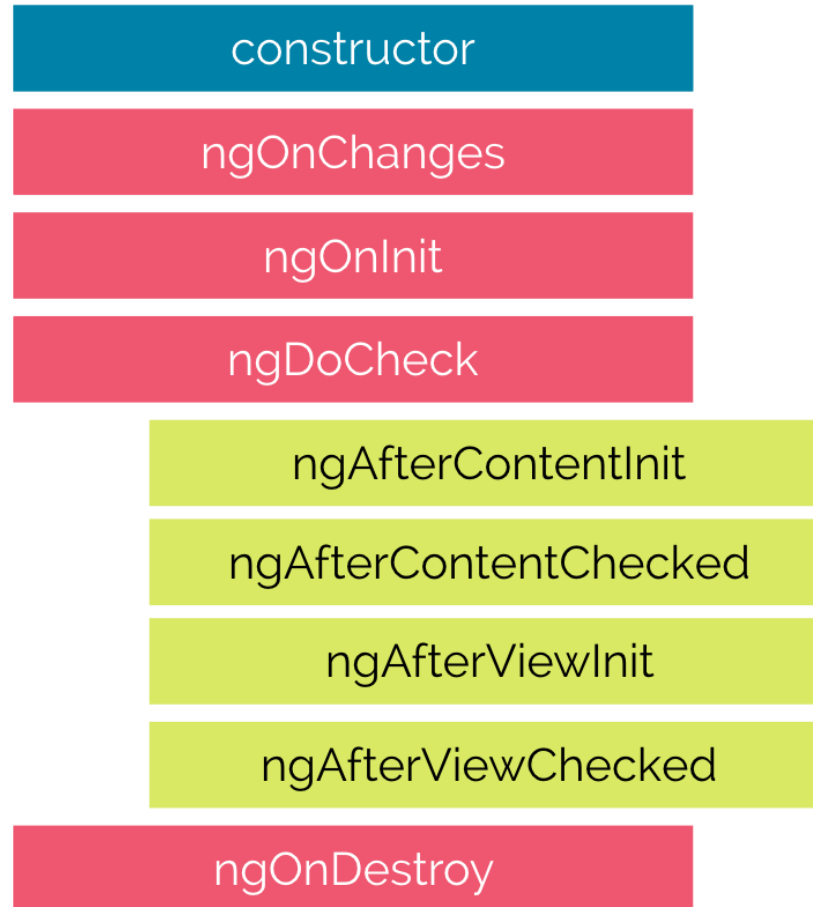 constructor
ngOnChanges
ngOnInit
ngDoCheck
ngAfterContentInit
ngAfterContentChecked
ngAfterViewInit
ngAfterViewChecked
ngOnDestroy